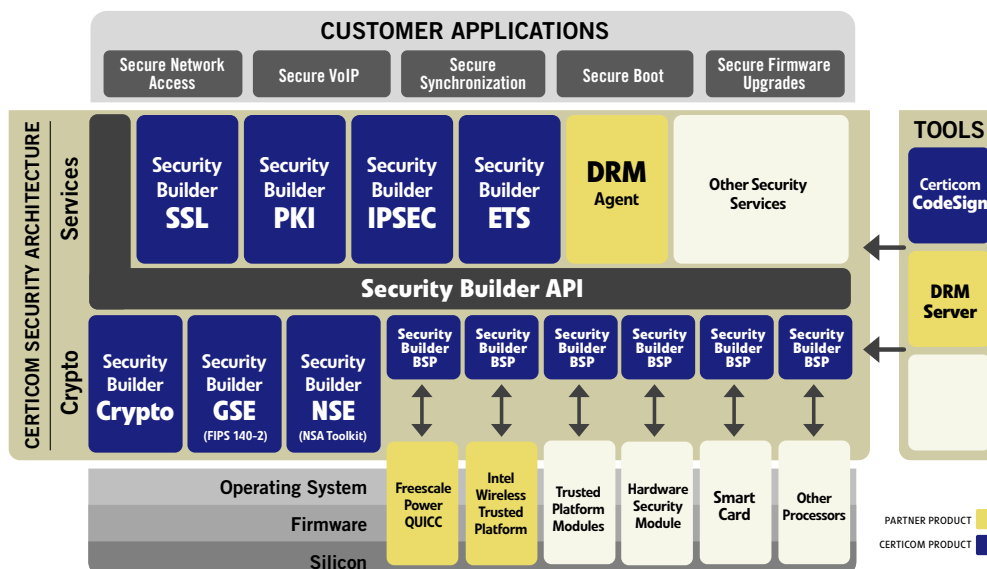 CUSTOMER APPLICATIONS
Secure Network
Access
Secure VoIP
Secure
Synchronization
Secure Boot
Secure Firmware
Upgrades
CERTICOM SECURITY ARCHITECTURE
Services
Security
Builder
SSL
Security
Builder
PKI
Security
Builder
IPSEC
Security
Builder
ETS
DRM
Agent
Other Security
Services
Security Builder API
Crypto
Security
Builder
Crypto
Security
Builder
GSE
(FIPS 140-2)
Security
Builder
NSE
(NSA Toolkit)
Security
Builder
BSP
Security
Builder
BSP
Security
Builder
BSP
Security
Builder
BSP
Security
Builder
BSP
Security
Builder
BSP
Operating System
Firmware
Silicon
Freescale
Power
QUICC
Intel
Wireless
Trusted
Platform
Trusted
Platform
Modules
Hardware
Security
Module
Smart
Card
Other
Processors
TOOLS
Certicom
CodeSign
DRM
Server
PARTNER PRODUCT
CERTICOM PRODUCT